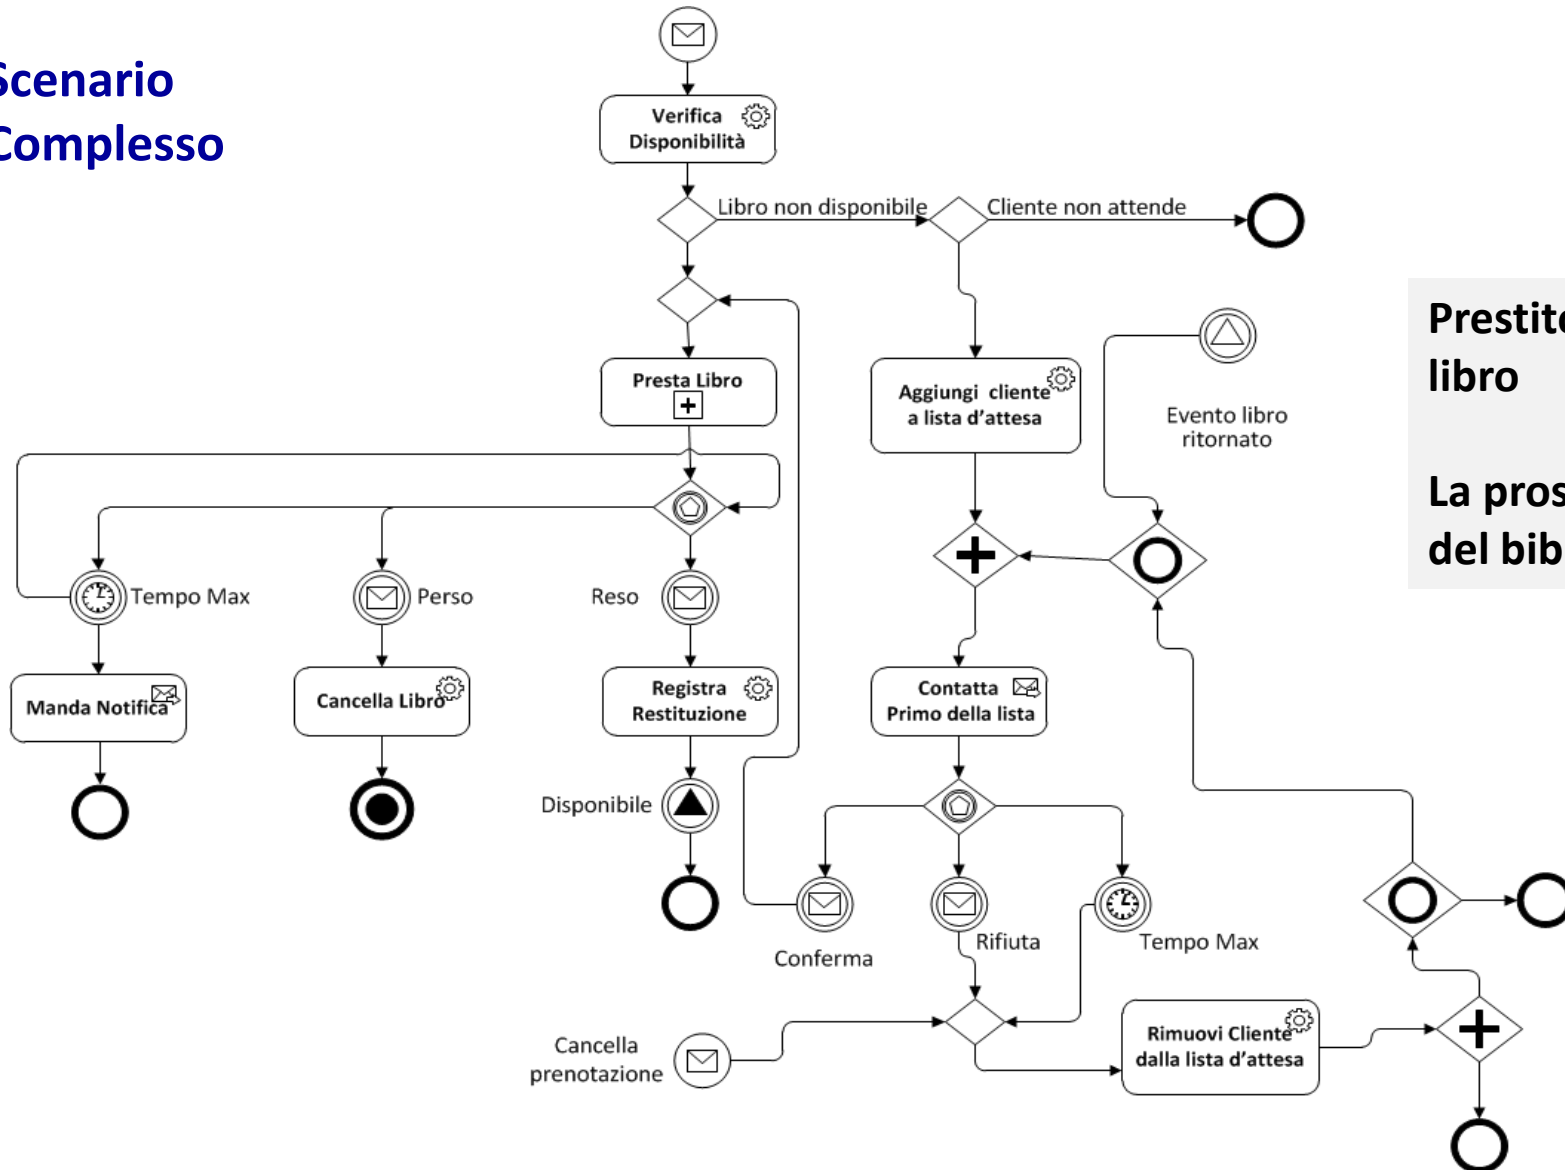 Scenario
Complesso
Verifica
Disponibilità
Libro non disponibile
Cliente non attende
Prestito
libro
La pros
del bib
Presta Libro
Aggiungi cliente
a lista d'attesa
Evento libro
ritornato
Tempo Max
Perso
Reso
Manda Notifica
Cancella Libro
Registra
Restituzione
Contatta
Primo della lista
Disponibile
Conferma
Rifiuta
Tempo Max
Cancella
prenotazione
Rimuovi Cliente
dalla lista d'attesa